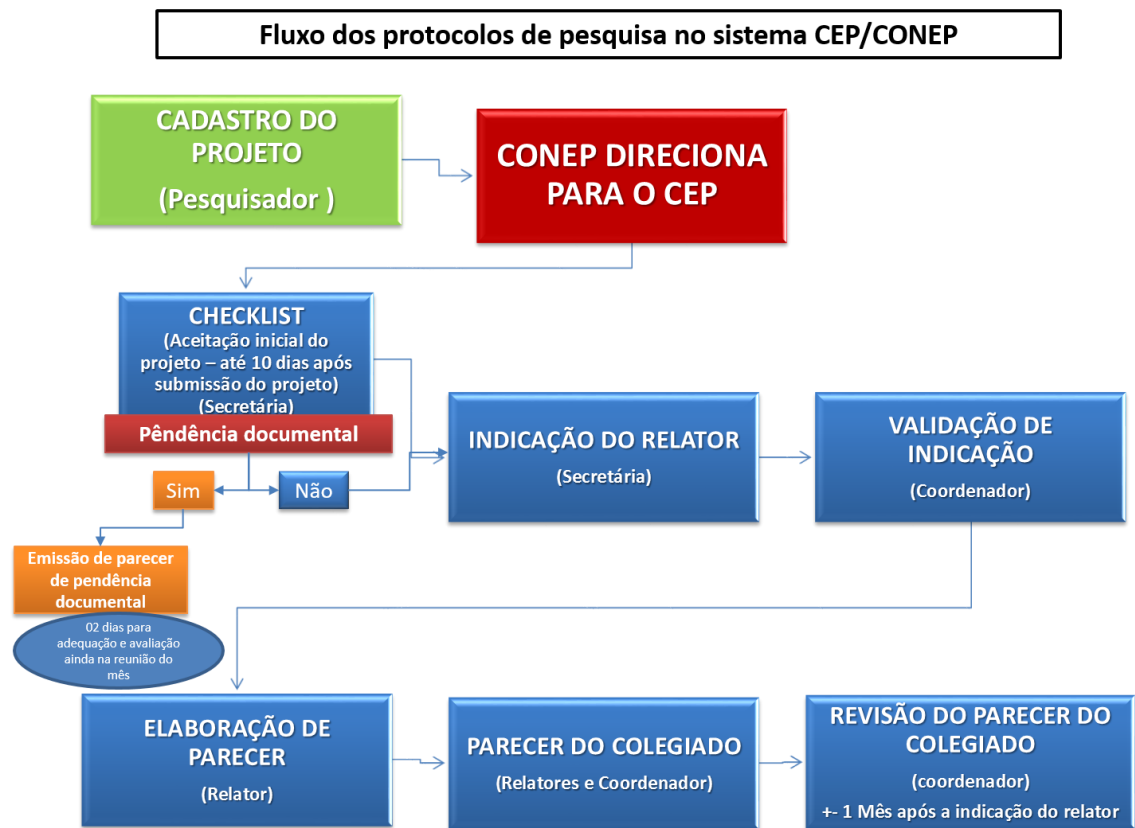 Fluxo dos protocolos de pesquisa no sistema CEP/CONEP
CADASTRO DO
PROJETO
(Pesquisador )
CONEP DIRECIONA
PARA O CEP
CHECKLIST
(Aceitação inicial do
projeto – até 10 dias após
submissão do projeto)
(Secretária)
Pêndência documental
Sim
Não
Emissão de parecer
de pendência
documental
02 dias para
adequação e avaliação
ainda na reunião do
mês
INDICAÇÃO DO RELATOR
(Secretária)
VALIDAÇÃO DE
INDICAÇÃO
(Coordenador)
ELABORAÇÃO DE
PARECER
(Relator)
PARECER DO COLEGIADO
(Relatores e Coordenador)
REVISÃO DO PARECER DO
COLEGIADO
(coordenador)
+- 1 Mês após a indicação do relator